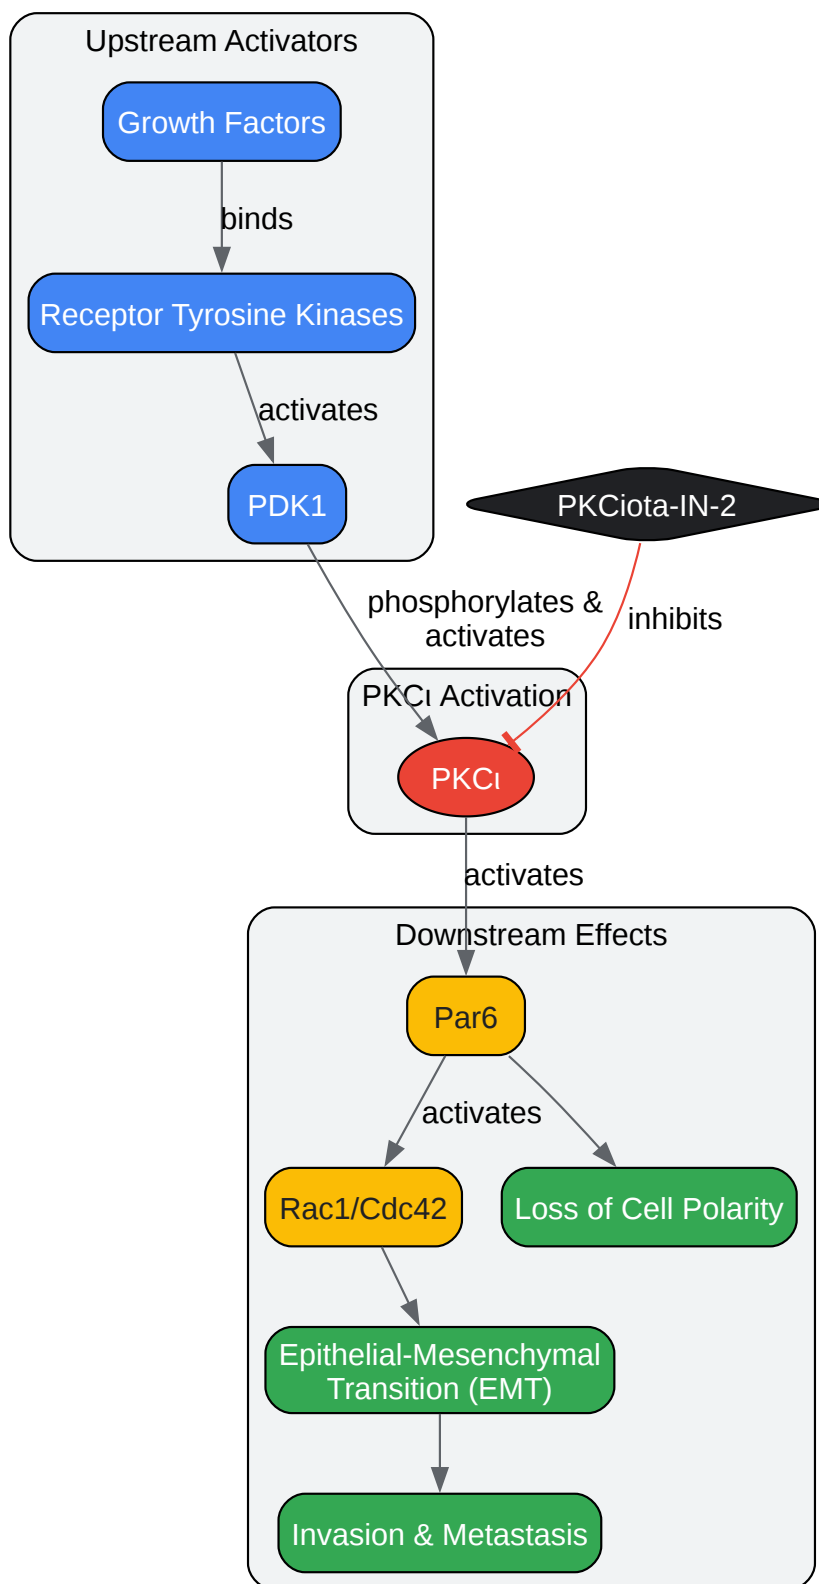 Upstream Activators
Growth Factors
binds
Receptor Tyrosine Kinases
activates
PDK1
PKCiota-IN-2
phosphorylates &
activates
inhibits
PKCι Activation
PKCι
activates
Downstream Effects
Par6
activates
Rac1/Cdc42
Loss of Cell Polarity
Epithelial-Mesenchymal
Transition (EMT)
Invasion & Metastasis